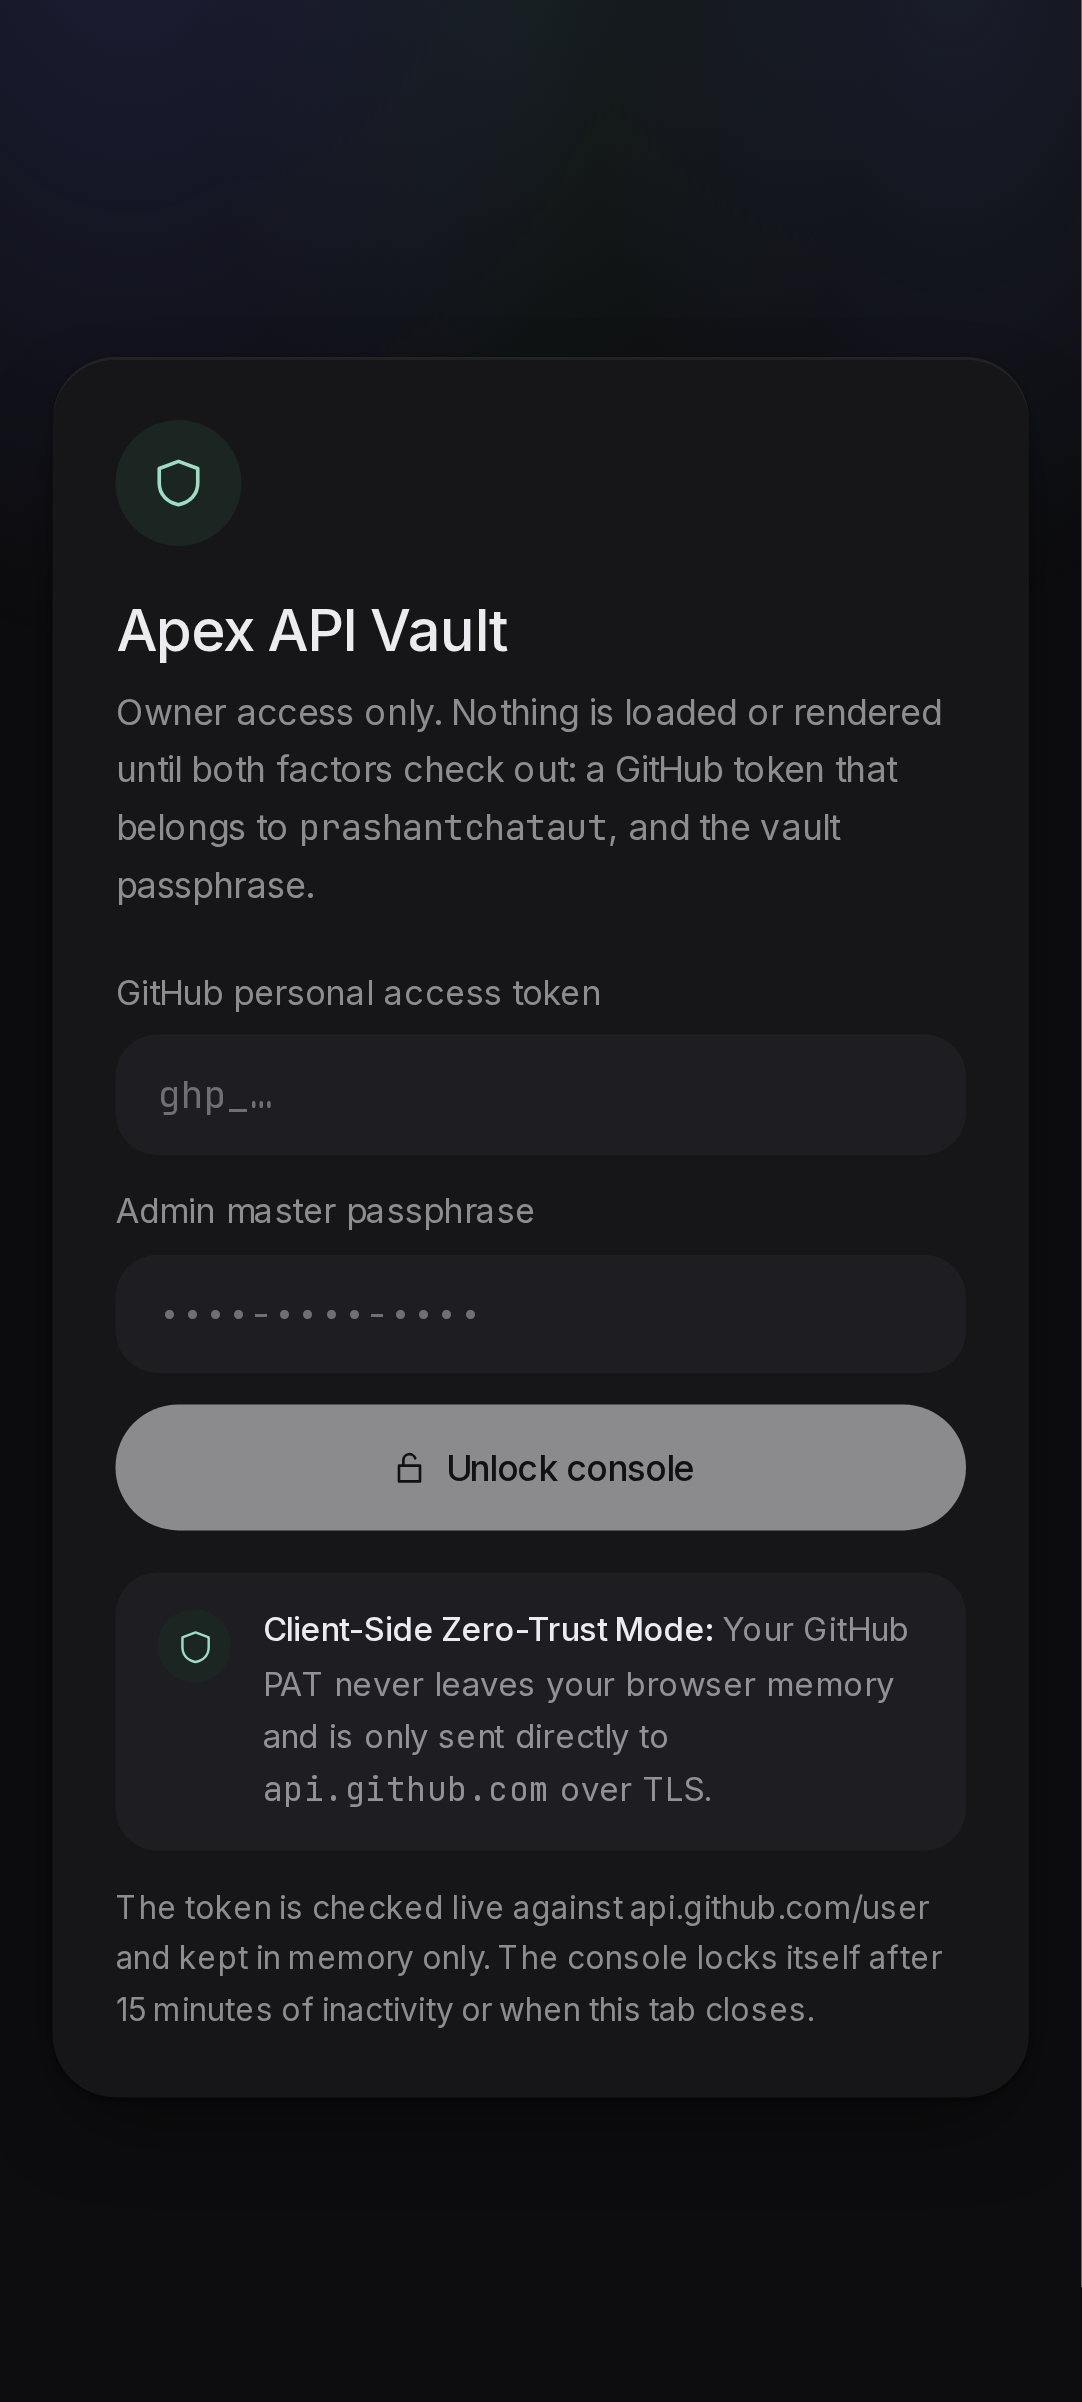 Apex API Vault
Owner access only. Nothing is loaded or rendered
until both factors check out: a GitHub token that
belongs to prashantchataut, and the vault
passphrase.
GitHub personal access token
ghp_…
Admin master passphrase
••••-••••-••••
Unlock console
Client-Side Zero-Trust Mode: Your GitHub
PAT never leaves your browser memory
and is only sent directly to
api.github.com over TLS.
The token is checked live against api.github.com/user
and kept in memory only. The console locks itself after
15 minutes of inactivity or when this tab closes.